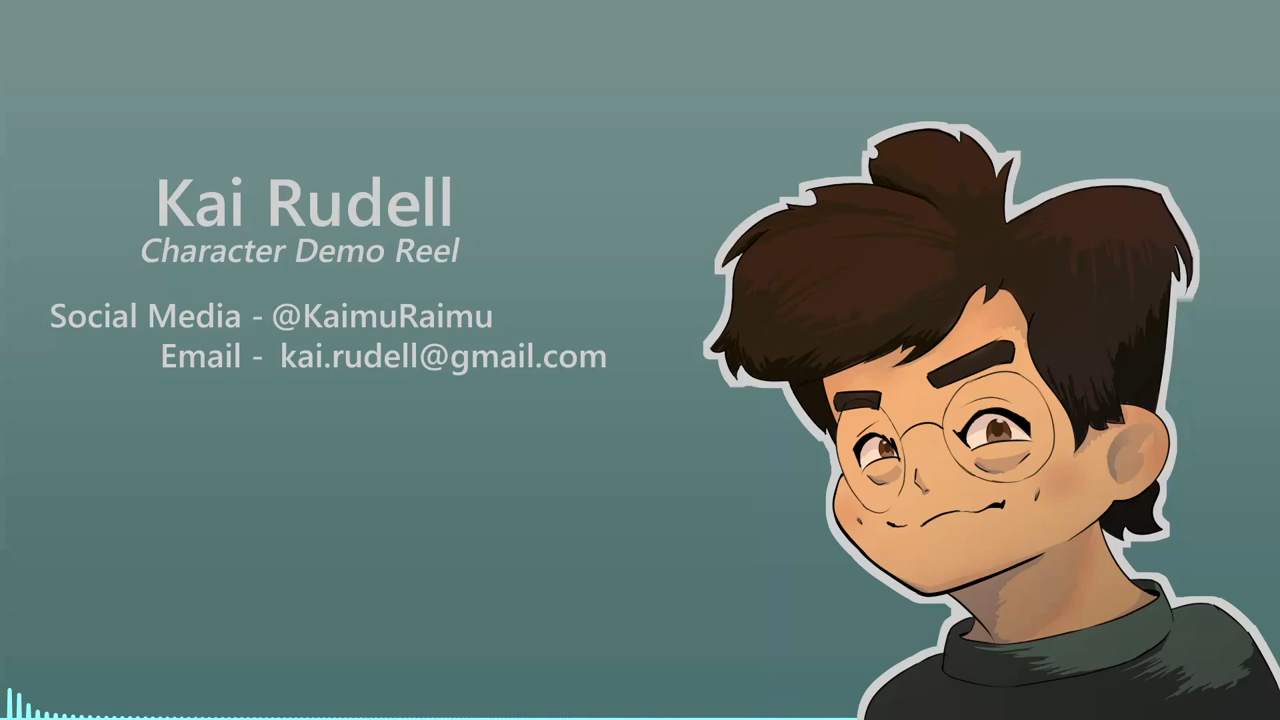 Kai Rudell
Character Demo Reel
Social Media - @KaimuRaimu
Email - kai.rudell@gmail.com